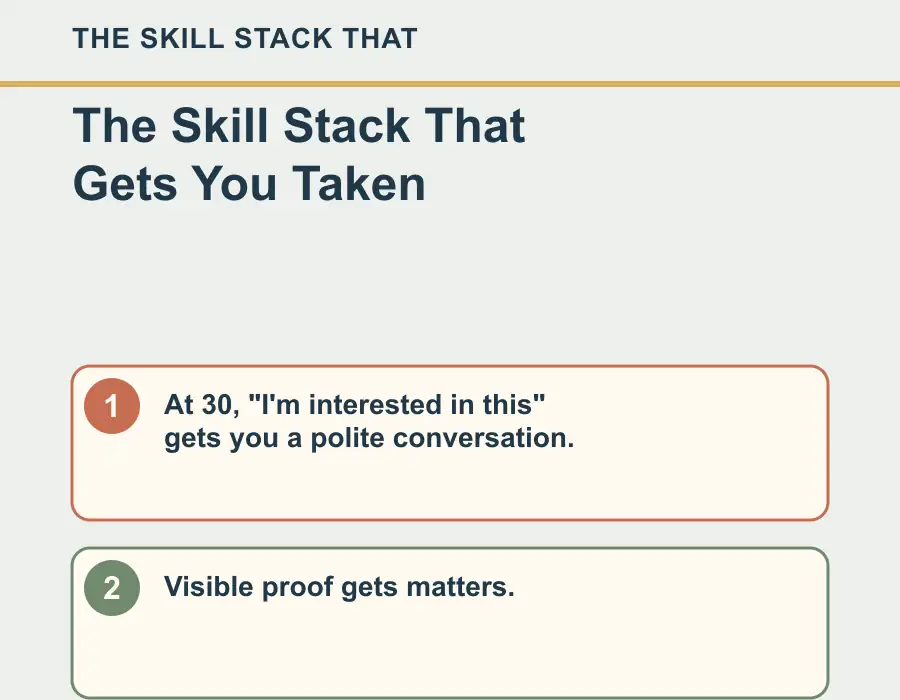 THE SKILL STACK THAT
The Skill Stack That
Gets You Taken
1
At 30, "I'm interested in this"
gets you a polite conversation.
2
Visible proof gets matters.